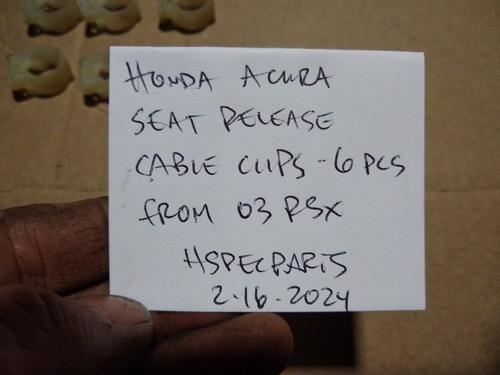 HONDA ACURA
SEAT RELEASE
CABLE CLIPS - 6 PCS
FROM 03 RSX
HSPECPARTS
2-16-2024